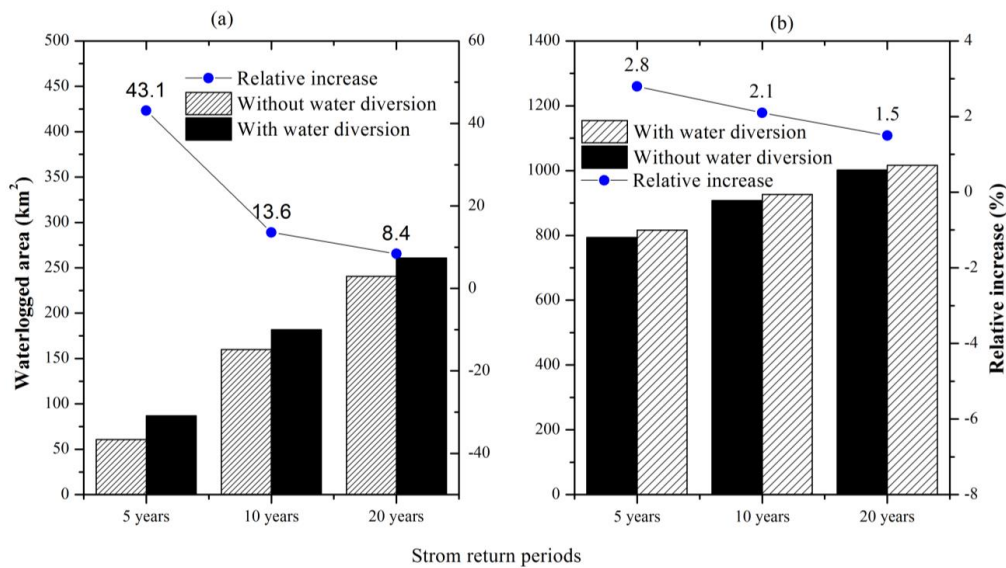 (a)
500
450
400
350
300
250
200
150
100
50
0
Waterlogged area (km²)
60
40
20
0
-20
-40
Relative increase
Without water diversion
With water diversion
43.1
13.6
8.4
5 years
10 years
20 years
(b)
1400
1200
1000
800
600
400
200
0
4
2
0
-2
-4
-6
-8
Relative increase (%)
2.8
2.1
1.5
With water diversion
Without water diversion
Relative increase
5 years
10 years
20 years
Strom return periods